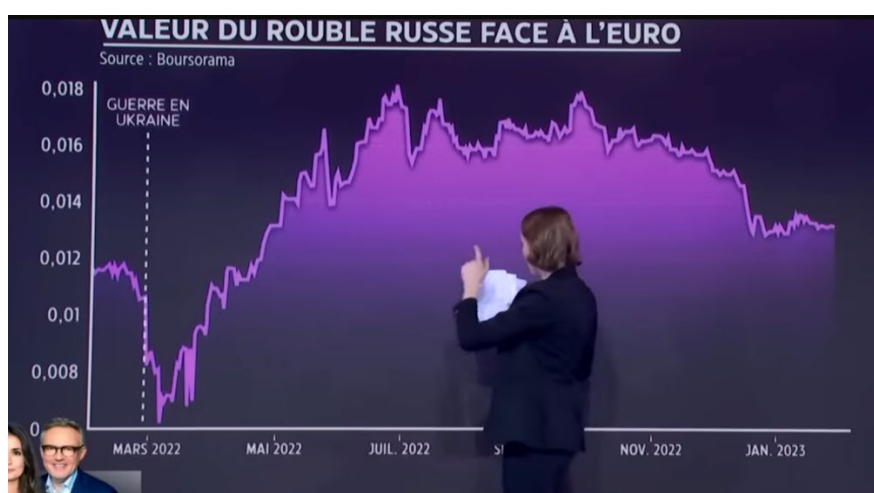 VALEUR DU ROUBLE RUSSE FACE À L'EURO
Source : Boursorama
0,018
GUERRE EN
UKRAINE
0,016
0,014
0,012
0,01
0,008
0
MARS 2022 MAI 2022 JUIL. 2022 NOV. 2022 JAN. 2023